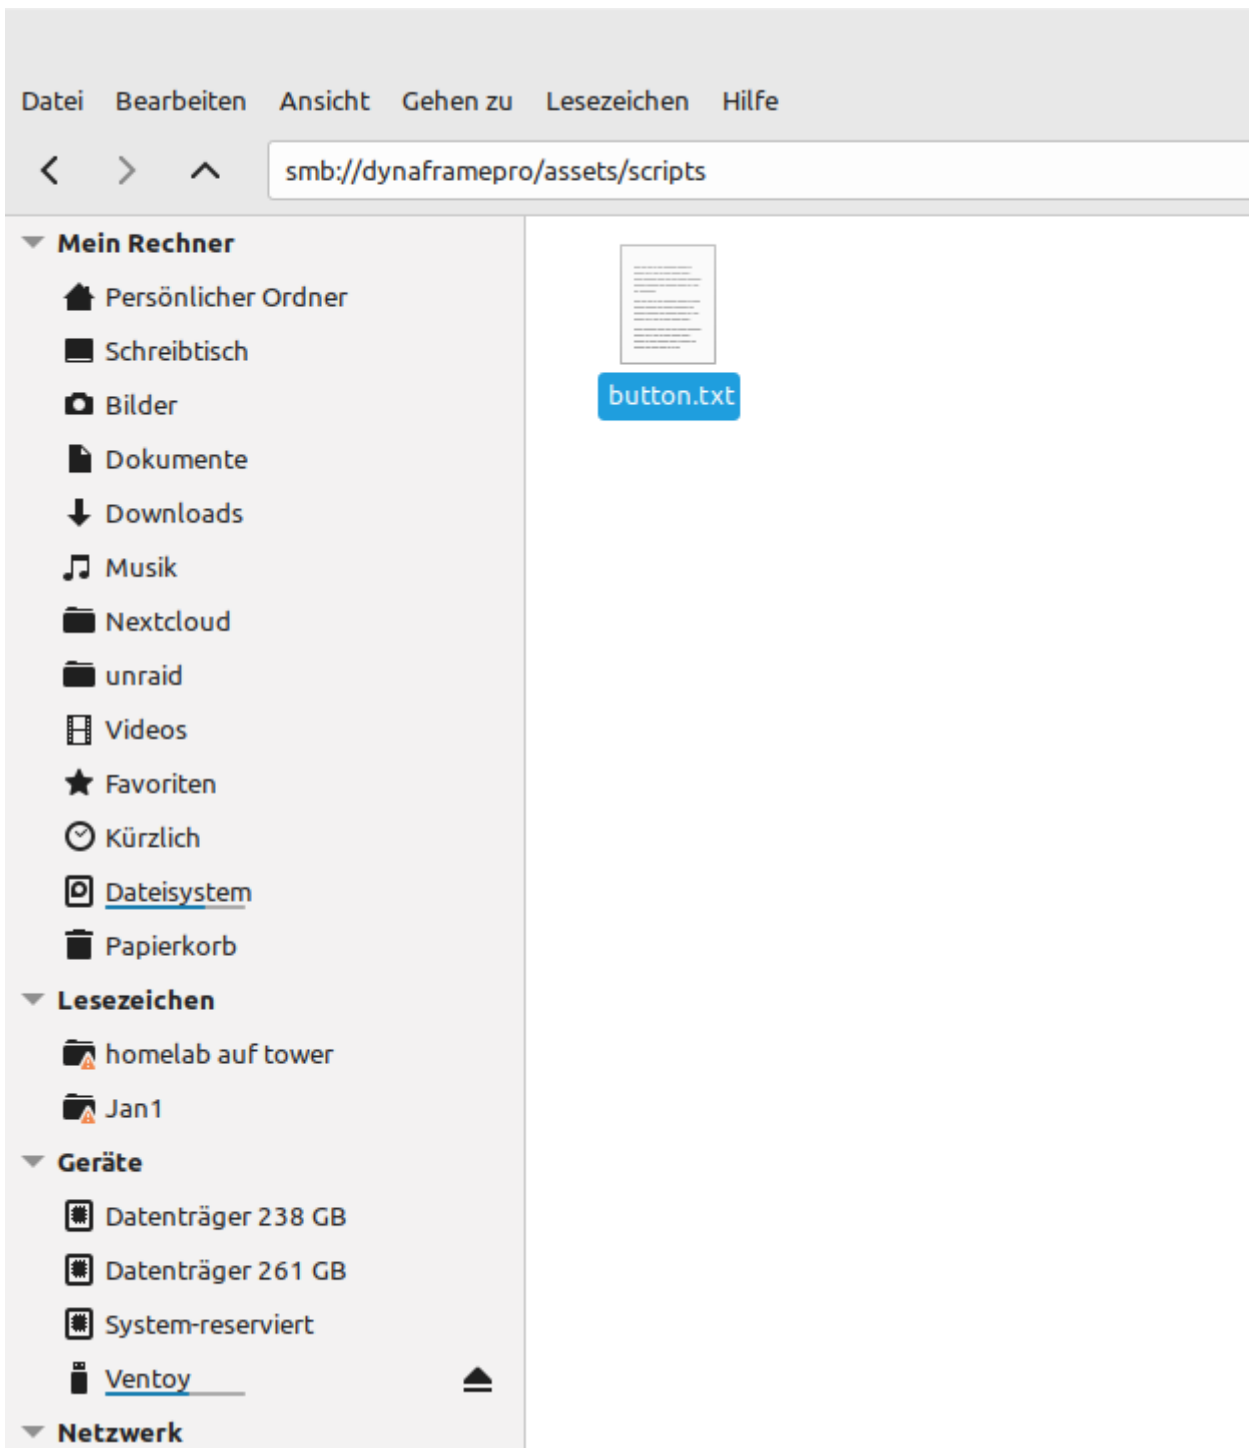 Datei Bearbeiten Ansicht Gehen zu Lesezeichen Hilfe
smb://dynaframepro/assets/scripts
Mein Rechner
Persönlicher Ordner
Schreibtisch
Bilder
Dokumente
Downloads
Musik
Nextcloud
unraid
Videos
Favoriten
Kürzlich
Dateisystem
Papierkorb
Lesezeichen
homelab auf tower
Jan1
Geräte
Datenträger 238 GB
Datenträger 261 GB
System-reserviert
Ventoy
Netzwerk
button.txt